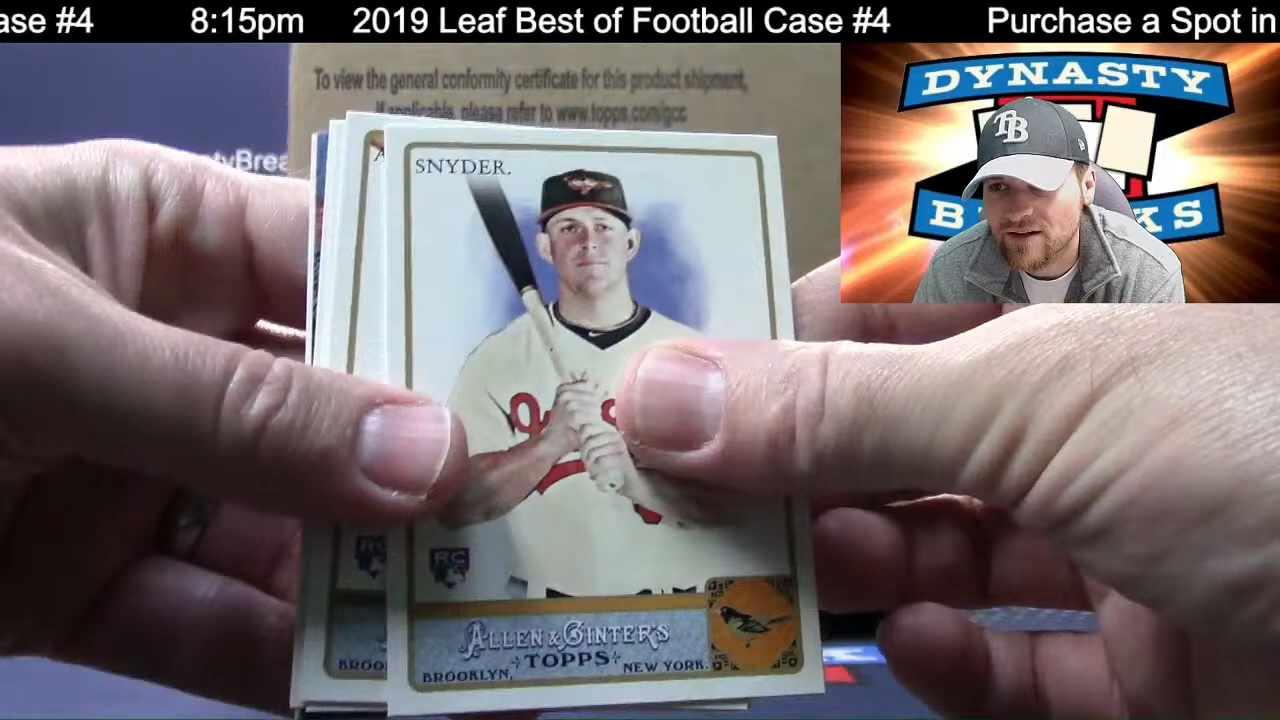 ase #4 8:15pm 2019 Leaf Best of Football Case #4 Purchase a Spot in
To view the general conformity certificate for this product shipment,
if applicable, please refer to www.topps.com/gcc
DYNASTY
tyBrea
SNYDER.
TB
B KS
RC
ALLEN & GINTER'S
TOPPS
BROOKLYN, NEW YORK.
BROO